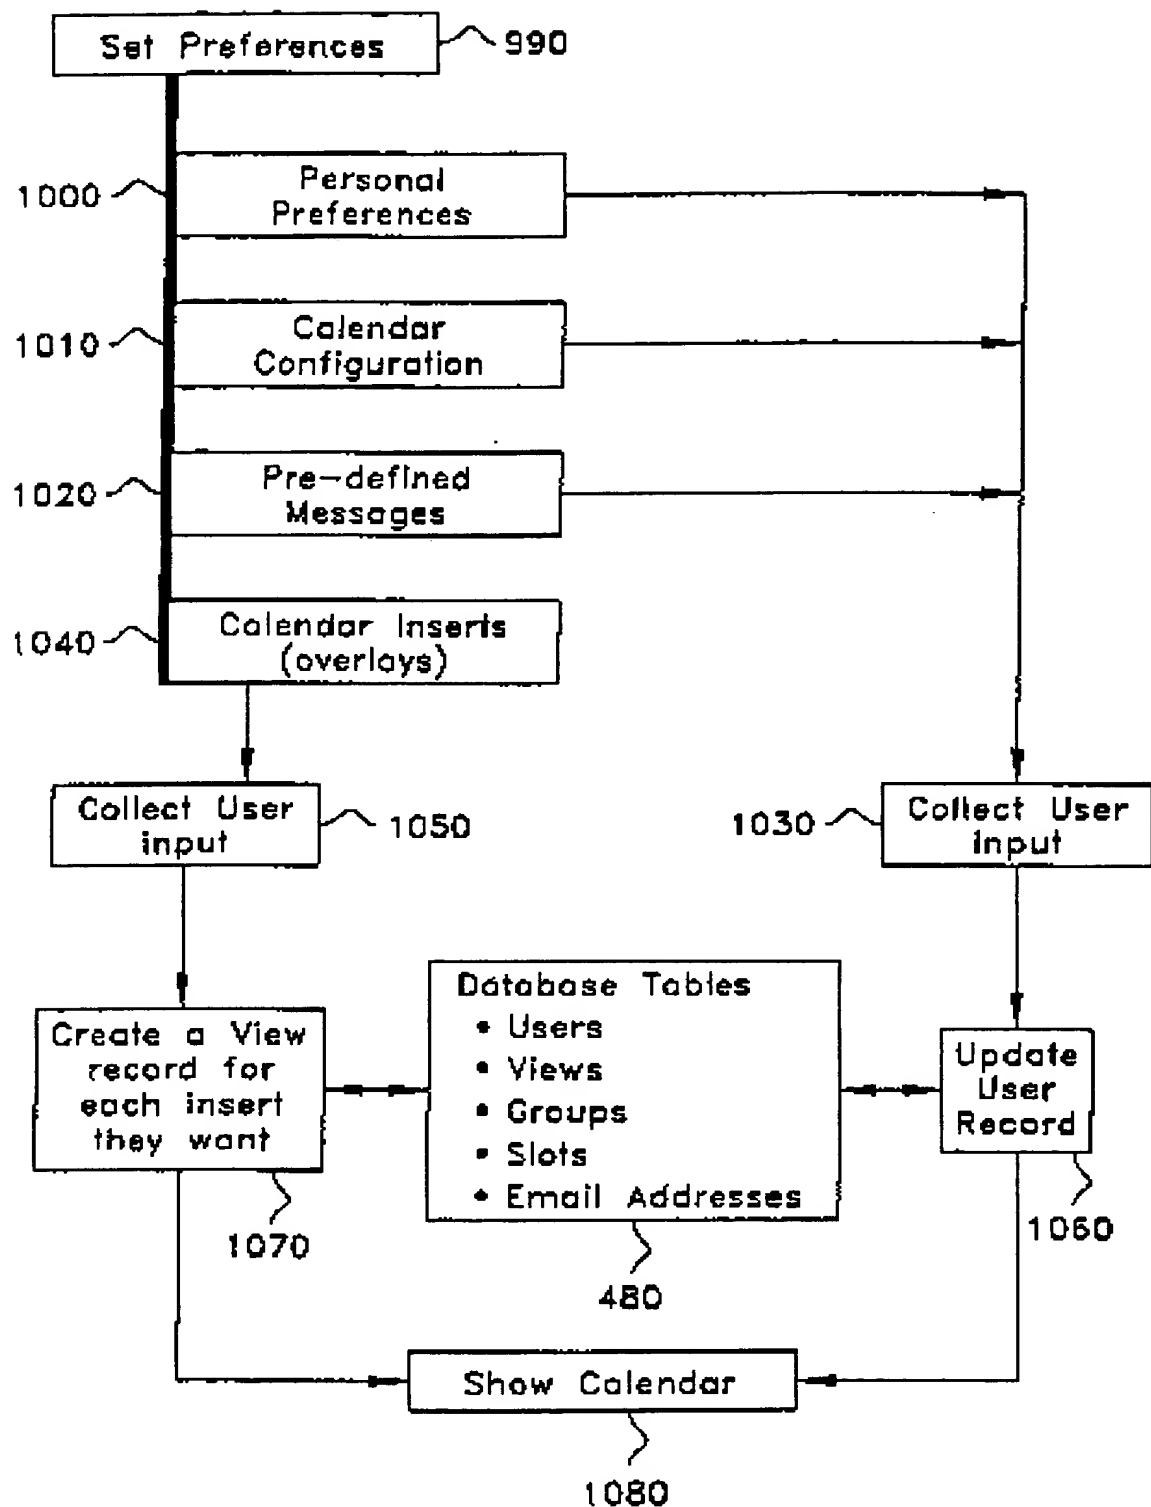 Set Preferences
990
1000
Personal
Preferences
1010
Calendar
Configuration
1020
Pre-defined
Messages
1040
Calendar Inserts
(overlays)
Collect User
input
1050
1030
Collect User
Input
Create a View
record for
each insert
they want
1070
Database Tables
• Users
• Views
• Groups
• Slots
• Email Addresses
480
Update
User
Record
1060
Show Calendar
1080